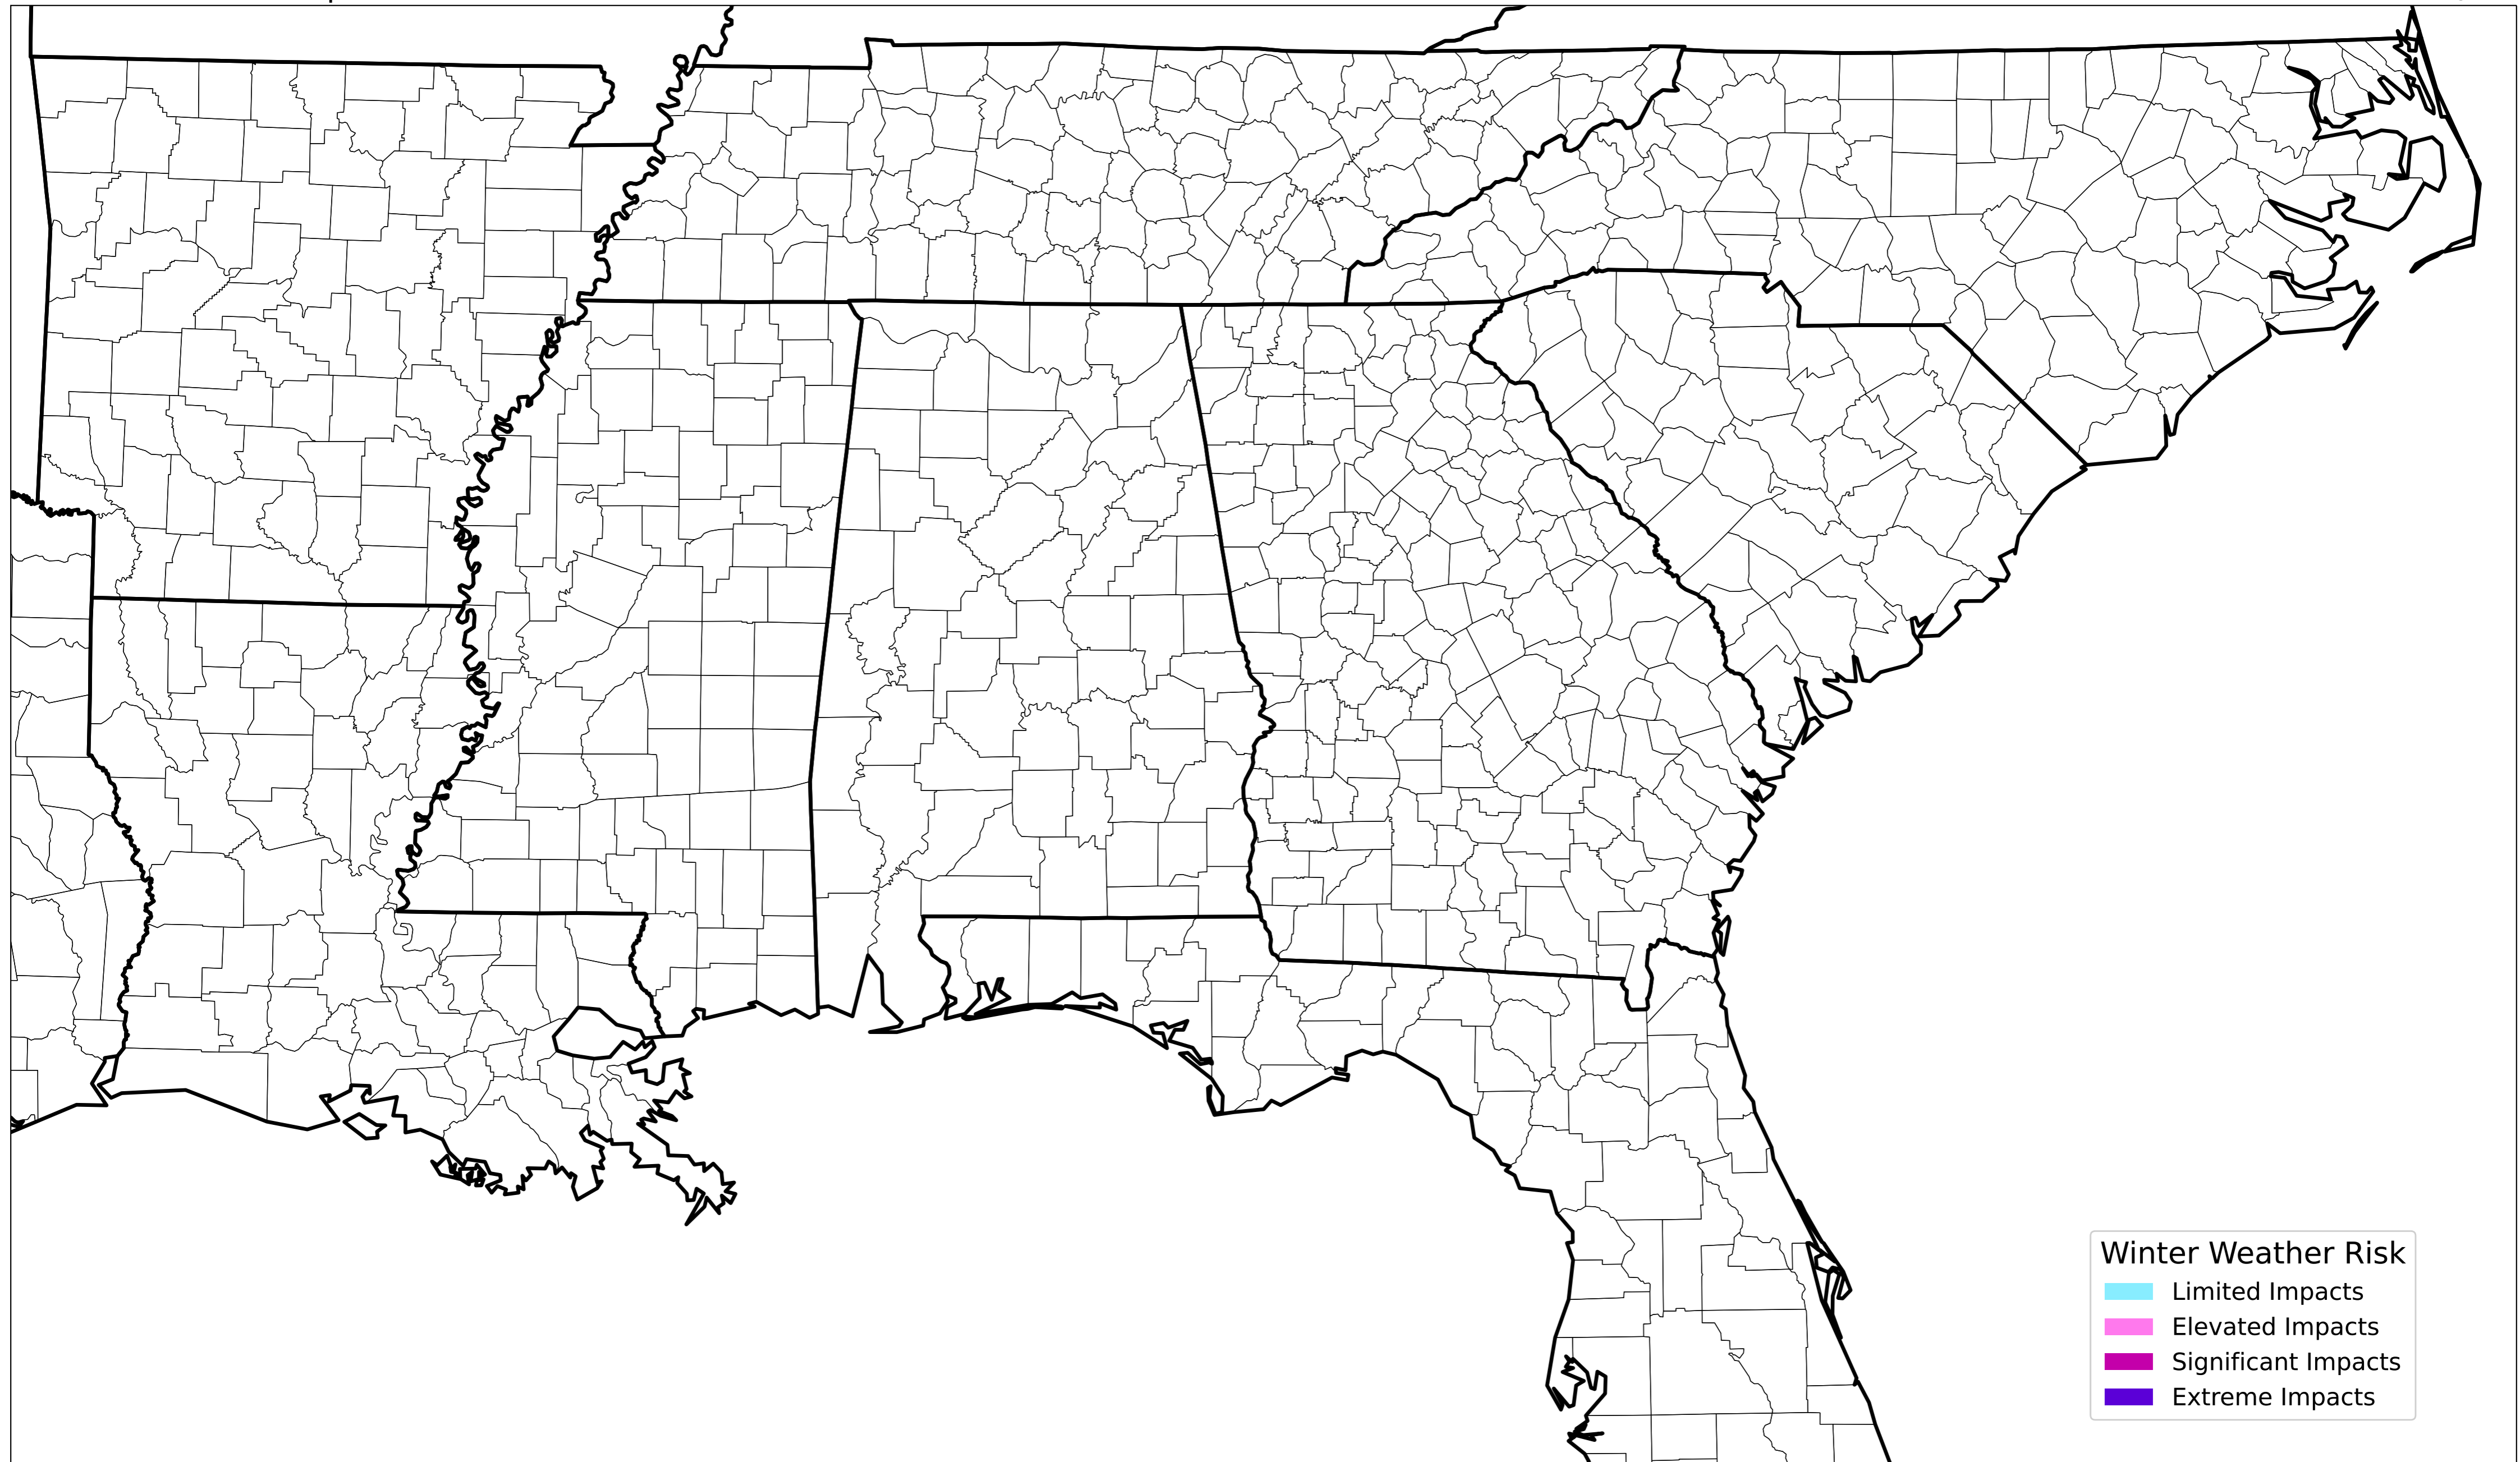 Winter Weather Risk
Limited Impacts
Elevated Impacts
Significant Impacts
Extreme Impacts